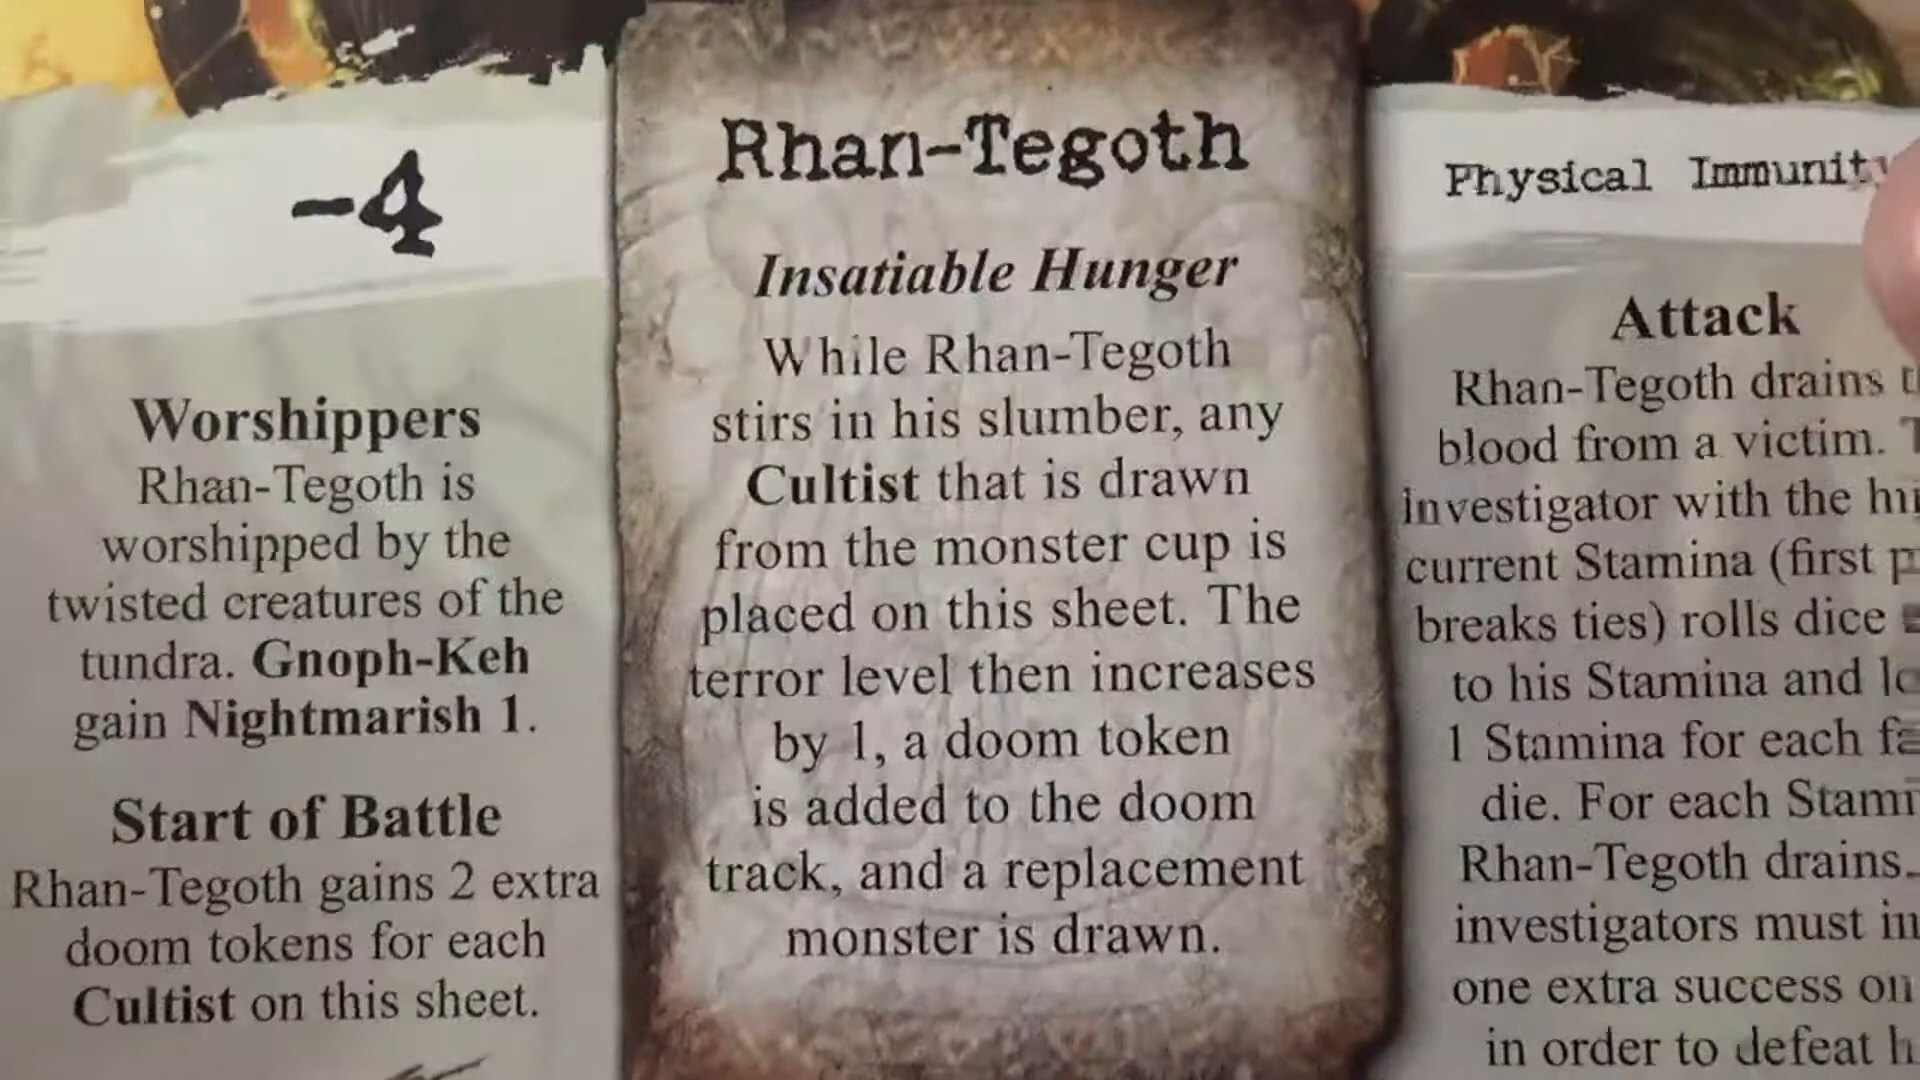 -4
Worshippers
Rhan-Tegoth is
worshipped by the
twisted creatures of the
tundra. Gnoph-Keh
gain Nightmarish 1.
Start of Battle
Rhan-Tegoth gains 2 extra
doom tokens for each
Cultist on this sheet.
Rhan-Tegoth
Insatiable Hunger
While Rhan-Tegoth
stirs in his slumber, any
Cultist that is drawn
from the monster cup is
placed on this sheet. The
terror level then increases
by 1, a doom token
is added to the doom
track, and a replacement
monster is drawn.
Physical Immunity
Attack
Rhan-Tegoth drains
blood from a victim.
investigator with the
current Stamina (first
breaks ties) rolls dice
to his Stamina and
1 Stamina for each
die. For each
Rhan-Tegoth drains
investigators must
one extra success on
in order to defeat